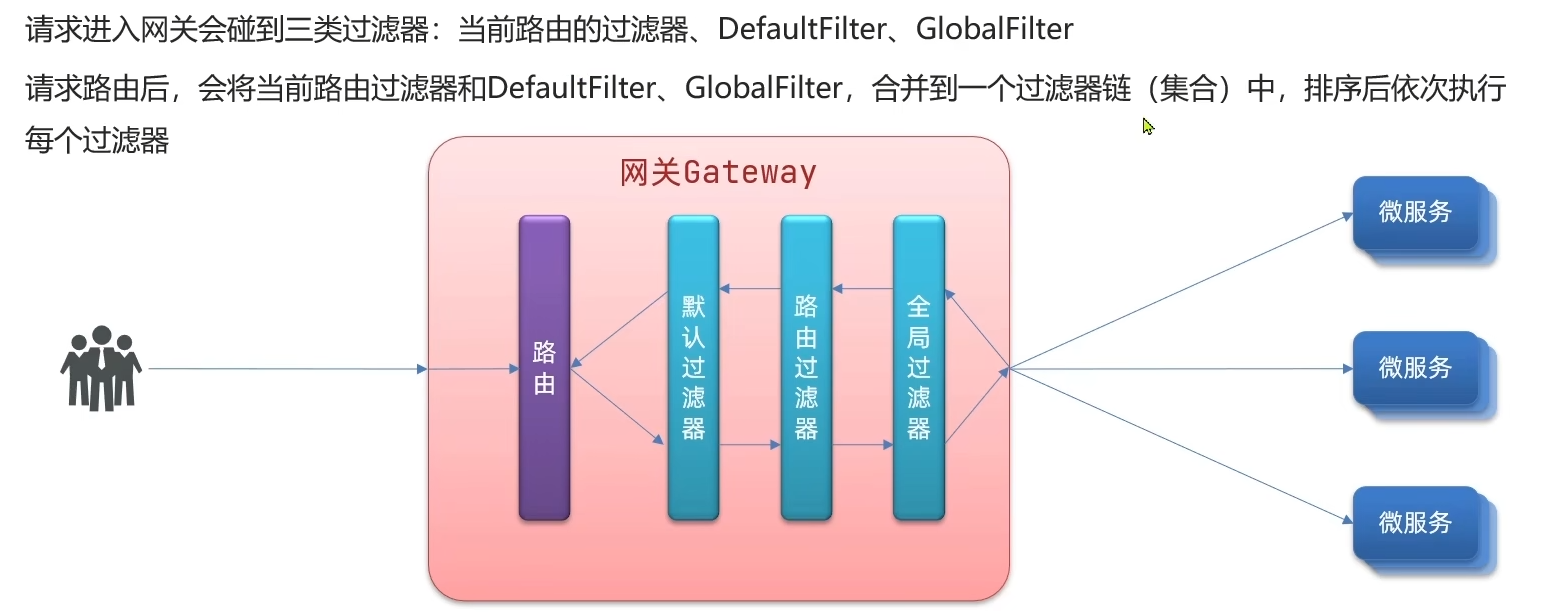 请求进入网关会碰到三类过滤器：当前路由的过滤器、DefaultFilter、GlobalFilter
请求路由后，会将当前路由过滤器和DefaultFilter、GlobalFilter，合并到一个过滤器链（集合）中，排序后依次执行
每个过滤器
网关Gateway
路由
默认过滤器
路由过滤器
全局过滤器
微服务
微服务
微服务